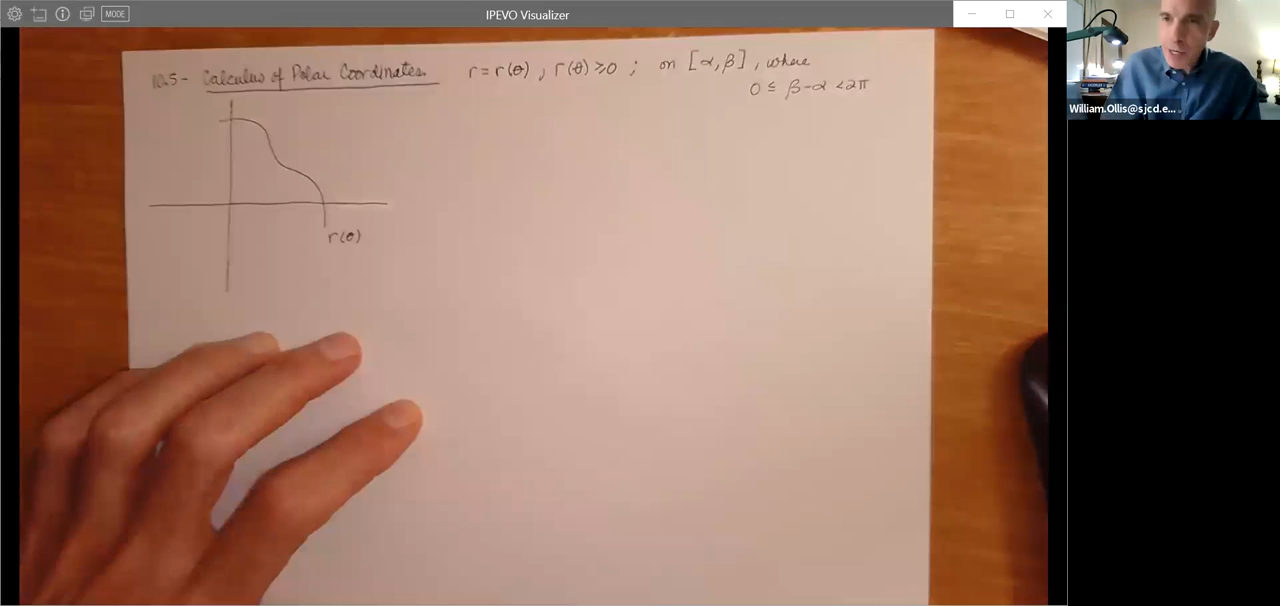 MODE
IPEVO Visualizer
10.5 - Calculus of Polar Coordinates. r = r(θ), r(θ) ≥ 0 ; on [α, β], where
0 ≤ β - α < 2π
r(θ)
William.Ollis@sjcd.e...